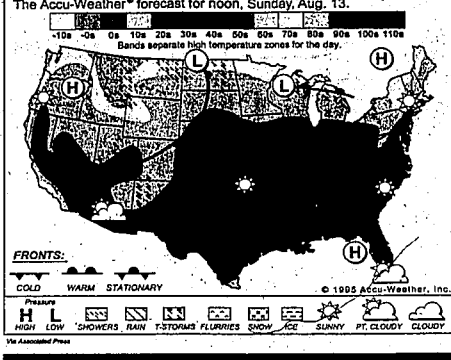 The Accu-Weather® forecast for noon, Sunday, Aug. 13.
-10s -0s 0s 10s 20s 30s 40s 50s 60s 70s 80s 90s 100s 110s
Bands separate high temperature zones for the day.
L
H
H
L
H
FRONTS:
COLD WARM STATIONARY
© 1995 Accu-Weather, Inc.
Pressure
H L
HIGH LOW SHOWERS RAIN T-STORMS FLURRIES SNOW ICE SUNNY PT. CLOUDY CLOUDY
Via Associated Press